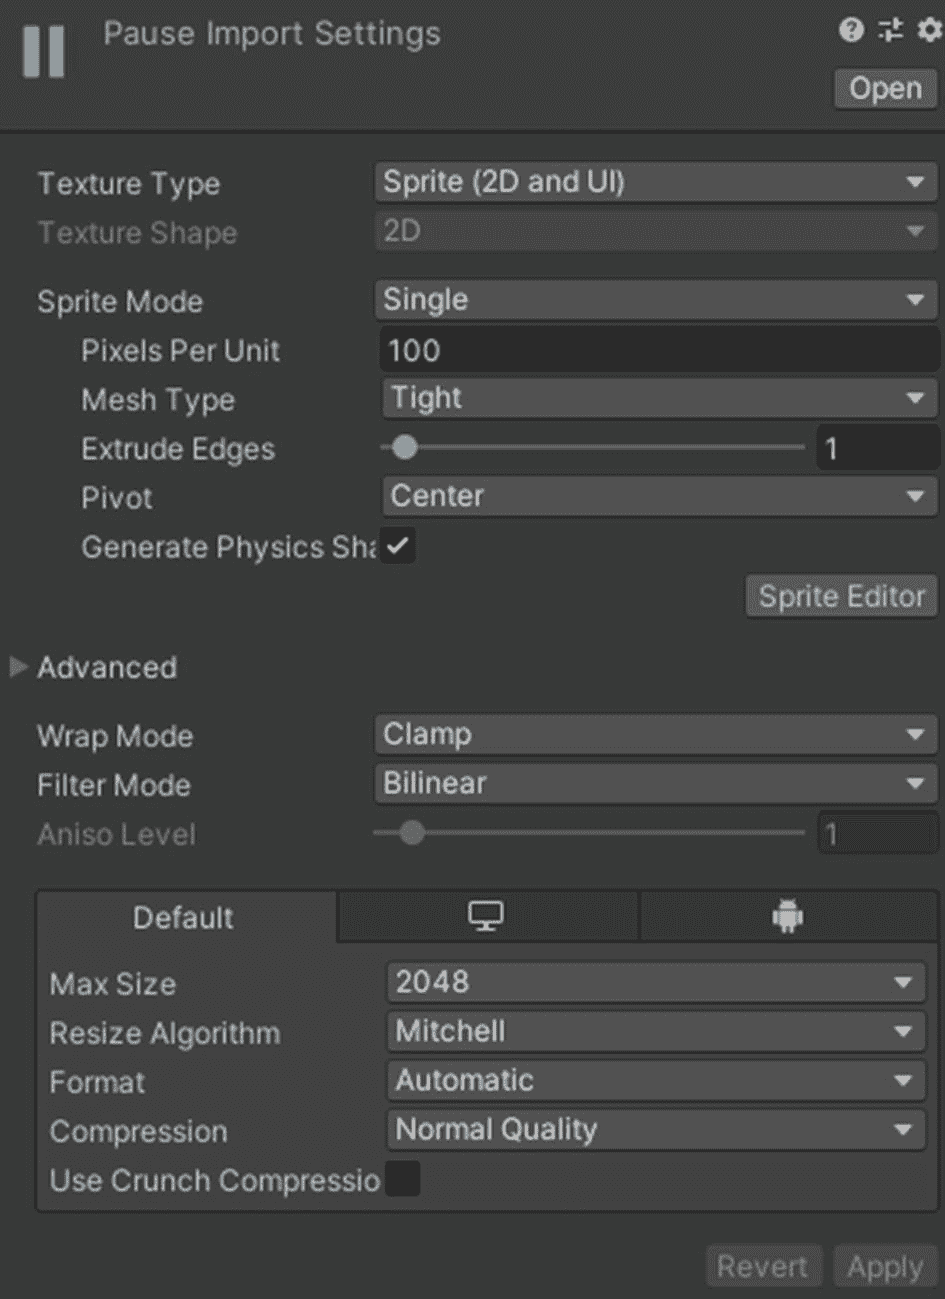 Pause Import Settings
Open
Texture Type Sprite (2D and UI)
Texture Shape 2D
Sprite Mode Single
Pixels Per Unit 100
Mesh Type Tight
Extrude Edges 1
Pivot Center
Generate Physics Sha
Sprite Editor
Advanced
Wrap Mode Clamp
Filter Mode Bilinear
Aniso Level 1
Default
Max Size 2048
Resize Algorithm Mitchell
Format Automatic
Compression Normal Quality
Use Crunch Compressio
Revert Apply